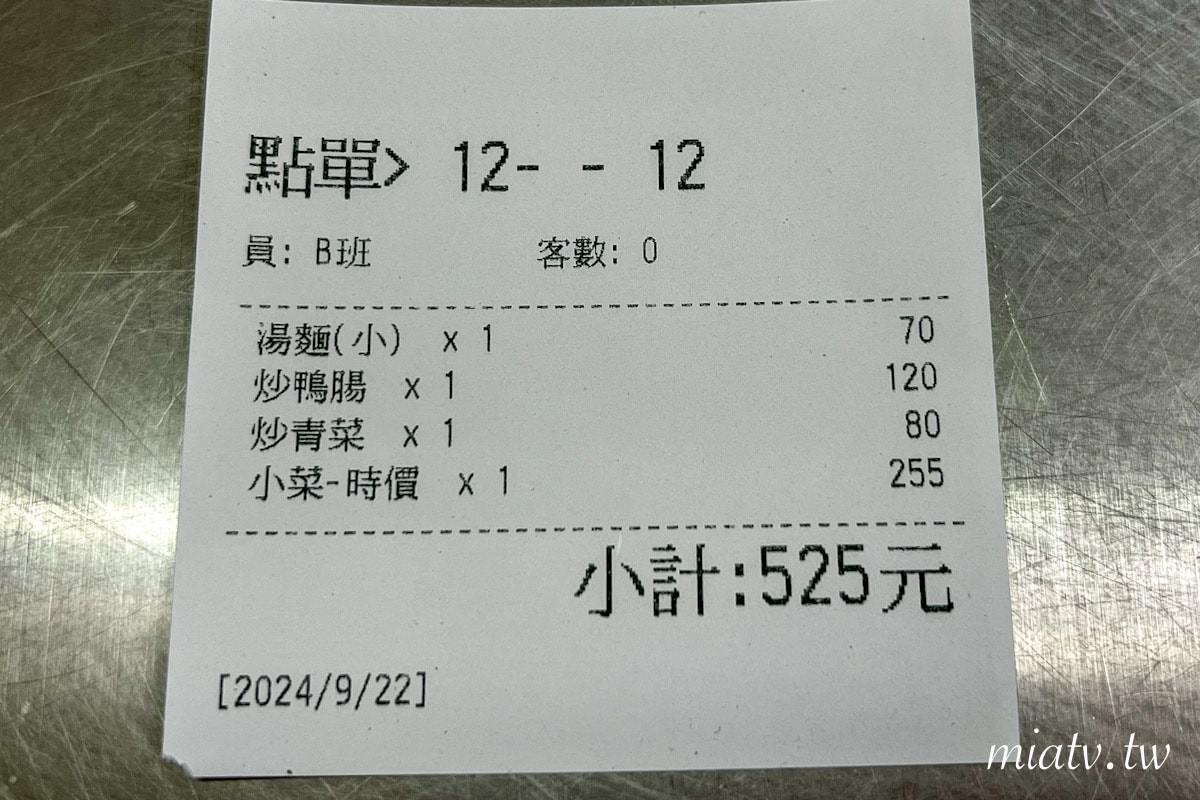 點單> 12- - 12
員: B班 客數: 0
湯麵(小) x 1 70
炒鴨腸 x 1 120
炒青菜 x 1 80
小菜-時價 x 1 255
小計:525元
[2024/9/22]
miatv.tw